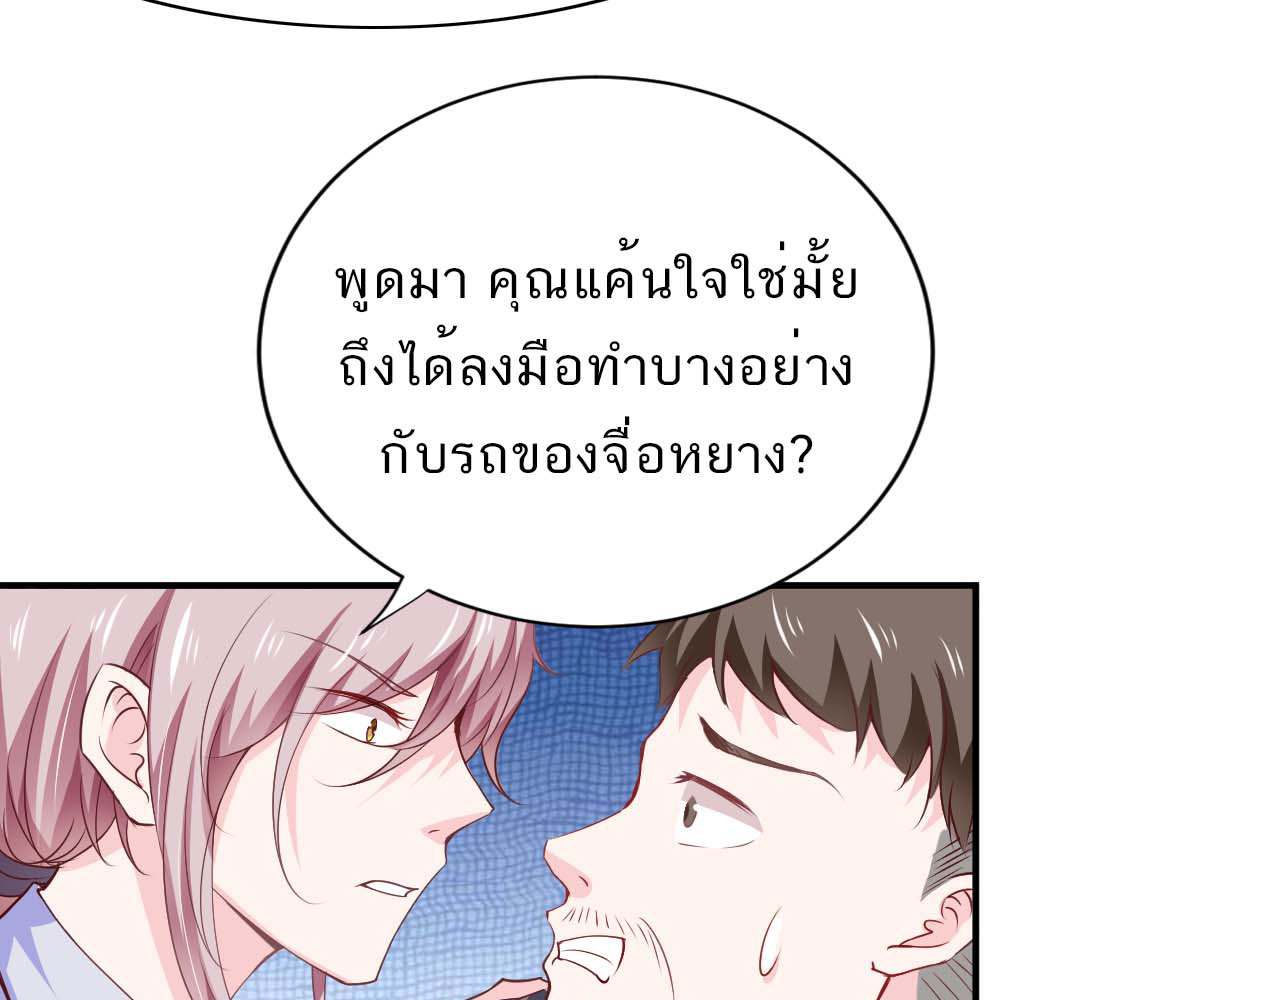 พูดมา คุณแค้นใจใช่มั้ย
ถึงได้ลงมือทำบางอย่าง
กับรถของจื่อหยาง?